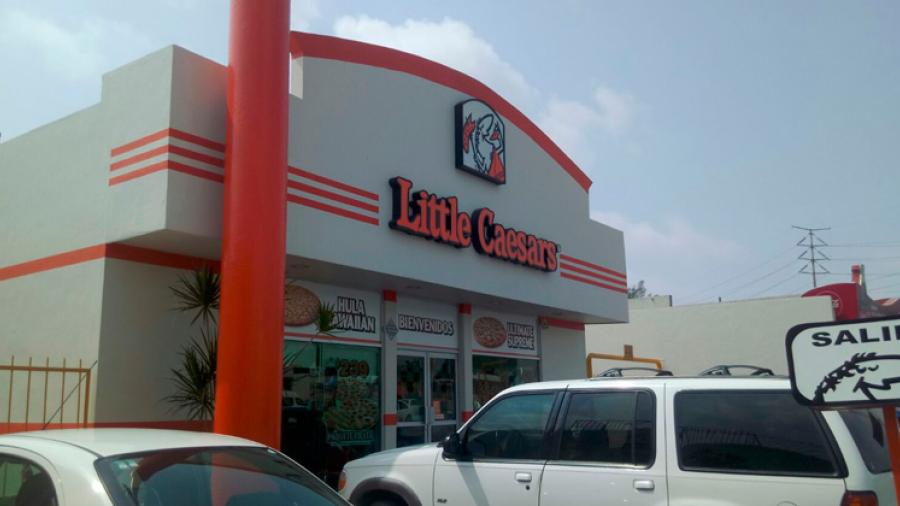 Little Caesars
HULA
HAWAIIAN
BIENVENIDOS
ULTIMATE
SUPREME
SALI